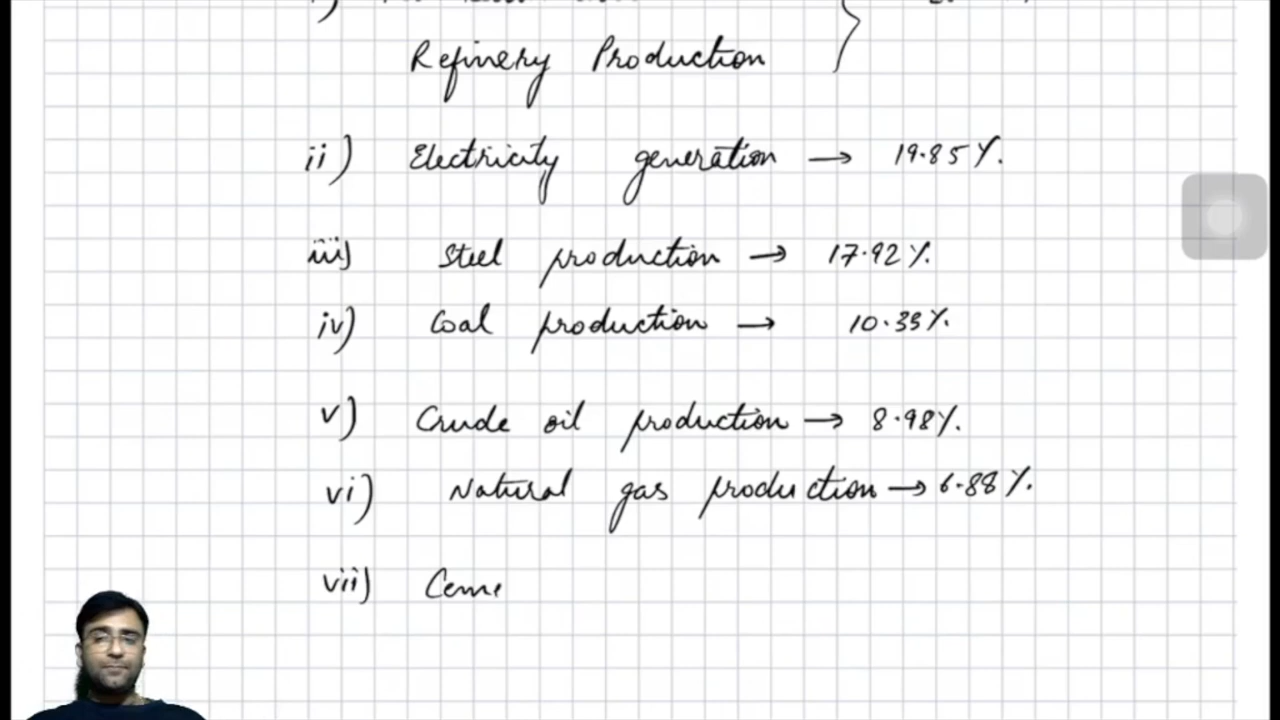 Refinery Production
ii) Electricity generation → 19.85 %.
iii) Steel production → 17.92 %.
iv) Coal production → 10.33 %.
v) Crude oil production → 8.98 %.
vi) Natural gas production → 6.88 %.
vii) Ceme